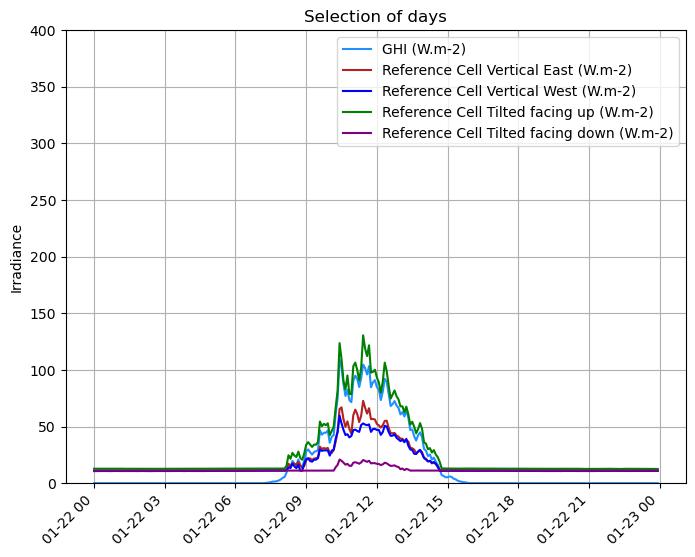 Selection of days
400
350
300
250
200
150
100
50
0
Irradiance
GHI (W.m-2)
Reference Cell Vertical East (W.m-2)
Reference Cell Vertical West (W.m-2)
Reference Cell Tilted facing up (W.m-2)
Reference Cell Tilted facing down (W.m-2)
01-22 00
01-22 03
01-22 06
01-22 09
01-22 12
01-22 15
01-22 18
01-22 21
01-23 00